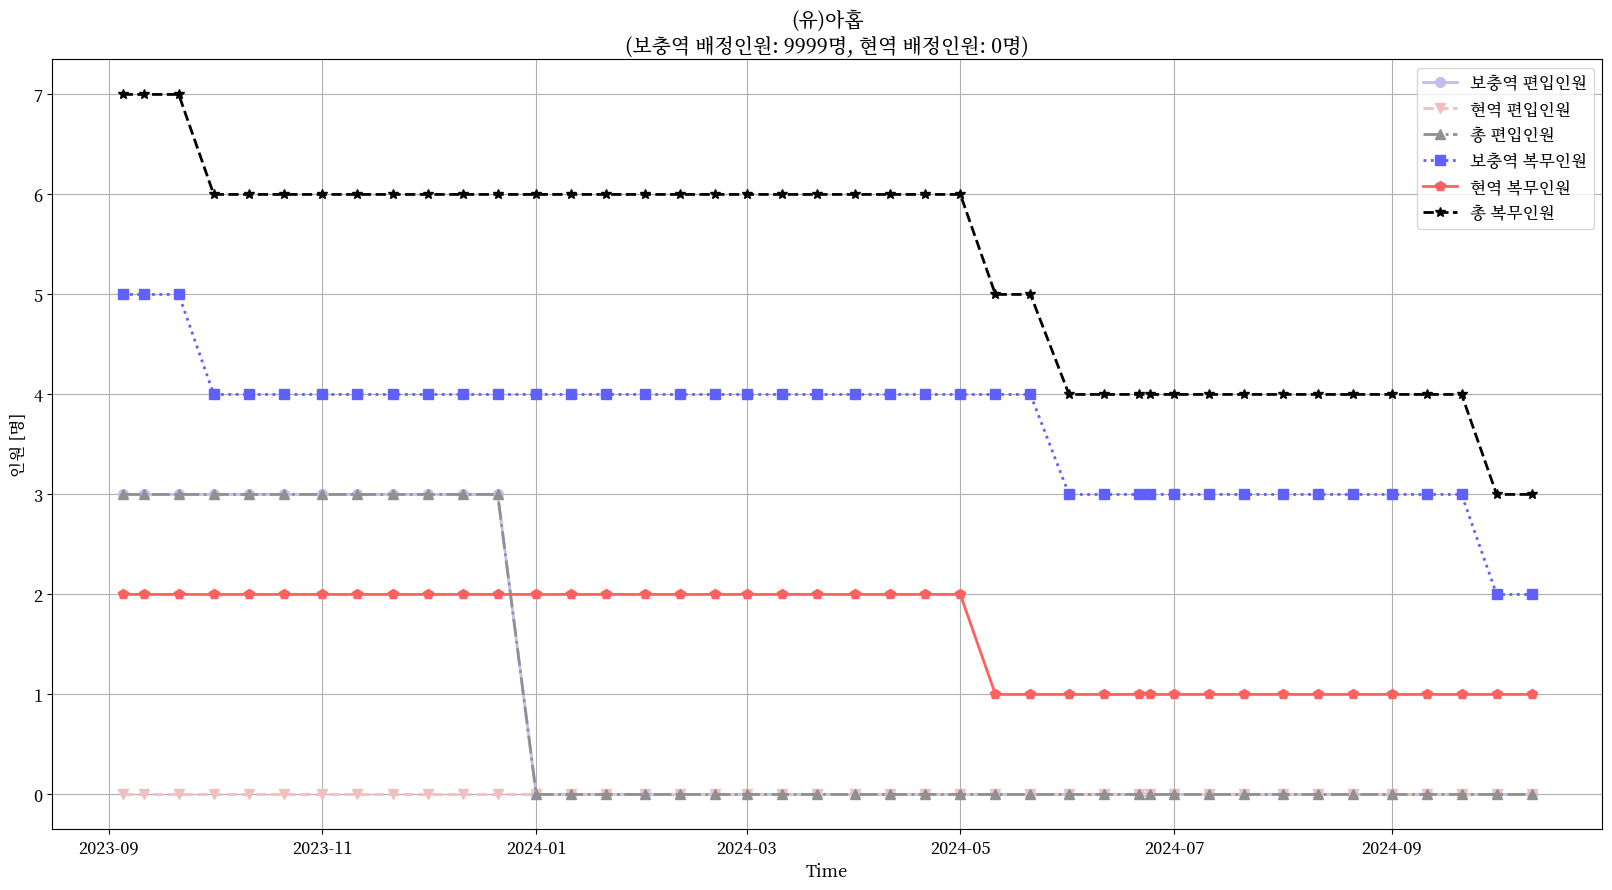 (유)아홉
(보충역 배정인원: 9999명, 현역 배정인원: 0명)
보충역 편입인원
현역 편입인원
총 편입인원
보충역 복무인원
현역 복무인원
총 복무인원
인원 [명]
7
6
5
4
3
2
1
0
2023-09
2023-11
2024-01
2024-03
2024-05
2024-07
2024-09
Time